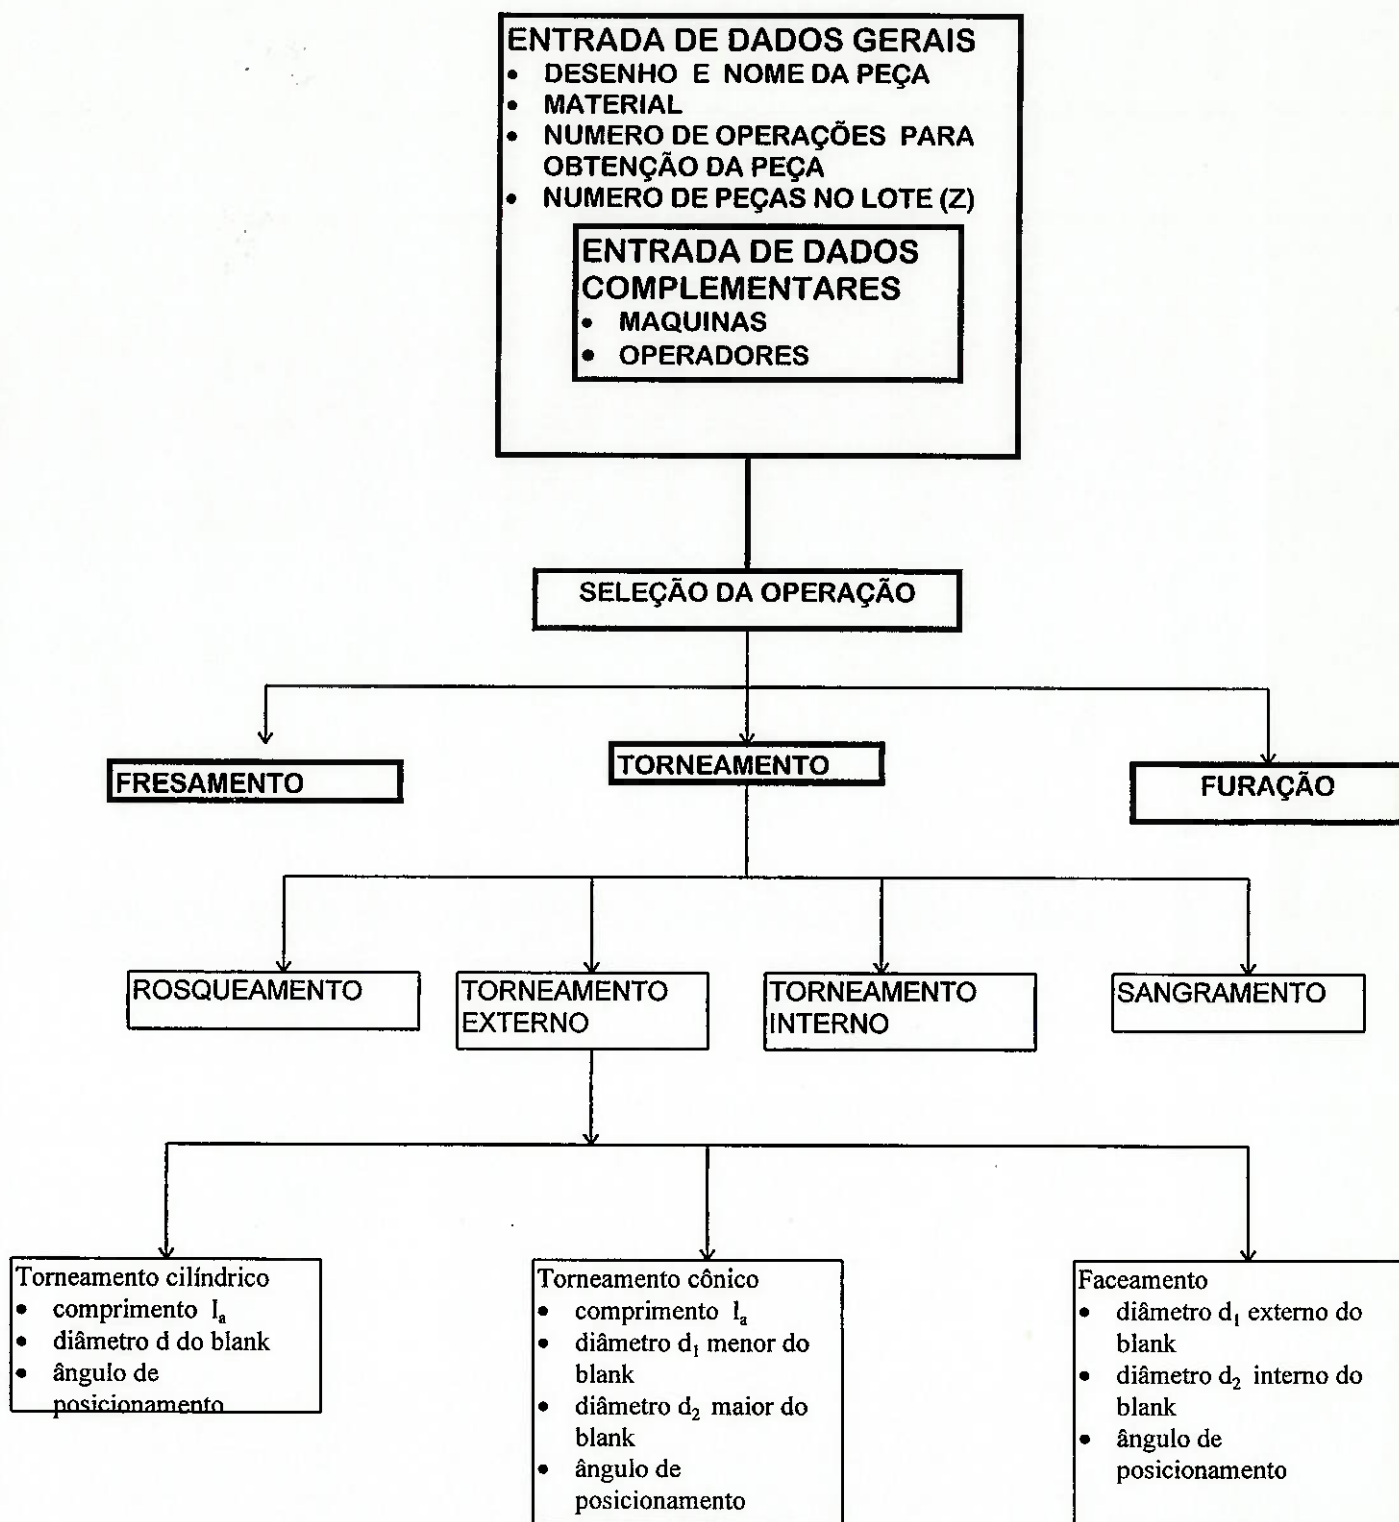 ENTRADA DE DADOS GERAIS
• DESENHO E NOME DA PEÇA
• MATERIAL
• NUMERO DE OPERAÇÕES PARA
OBTENÇÃO DA PEÇA
• NUMERO DE PEÇAS NO LOTE (Z)
ENTRADA DE DADOS
COMPLEMENTARES
• MAQUINAS
• OPERADORES
SELEÇÃO DA OPERAÇÃO
FRESAMENTO
TORNEAMENTO
FURAÇÃO
ROSQUEAMENTO
TORNEAMENTO
EXTERNO
TORNEAMENTO
INTERNO
SANGRAMENTO
Torneamento cilíndrico
• comprimento lₐ
• diâmetro d do blank
• ângulo de
posicionamento
Torneamento cônico
• comprimento lₐ
• diâmetro d₁ menor do
blank
• diâmetro d₂ maior do
blank
• ângulo de
posicionamento
Faceamento
• diâmetro d₁ externo do
blank
• diâmetro d₂ interno do
blank
• ângulo de
posicionamento